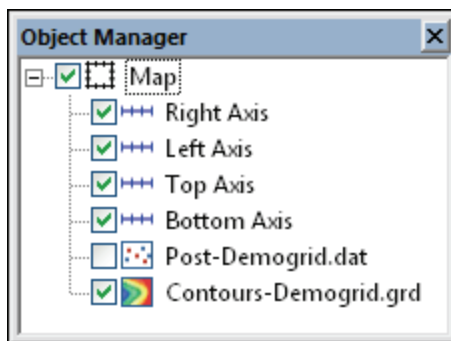 Object Manager
Map
Right Axis
Left Axis
Top Axis
Bottom Axis
Post-Demogrid.dat
Contours-Demogrid.grd